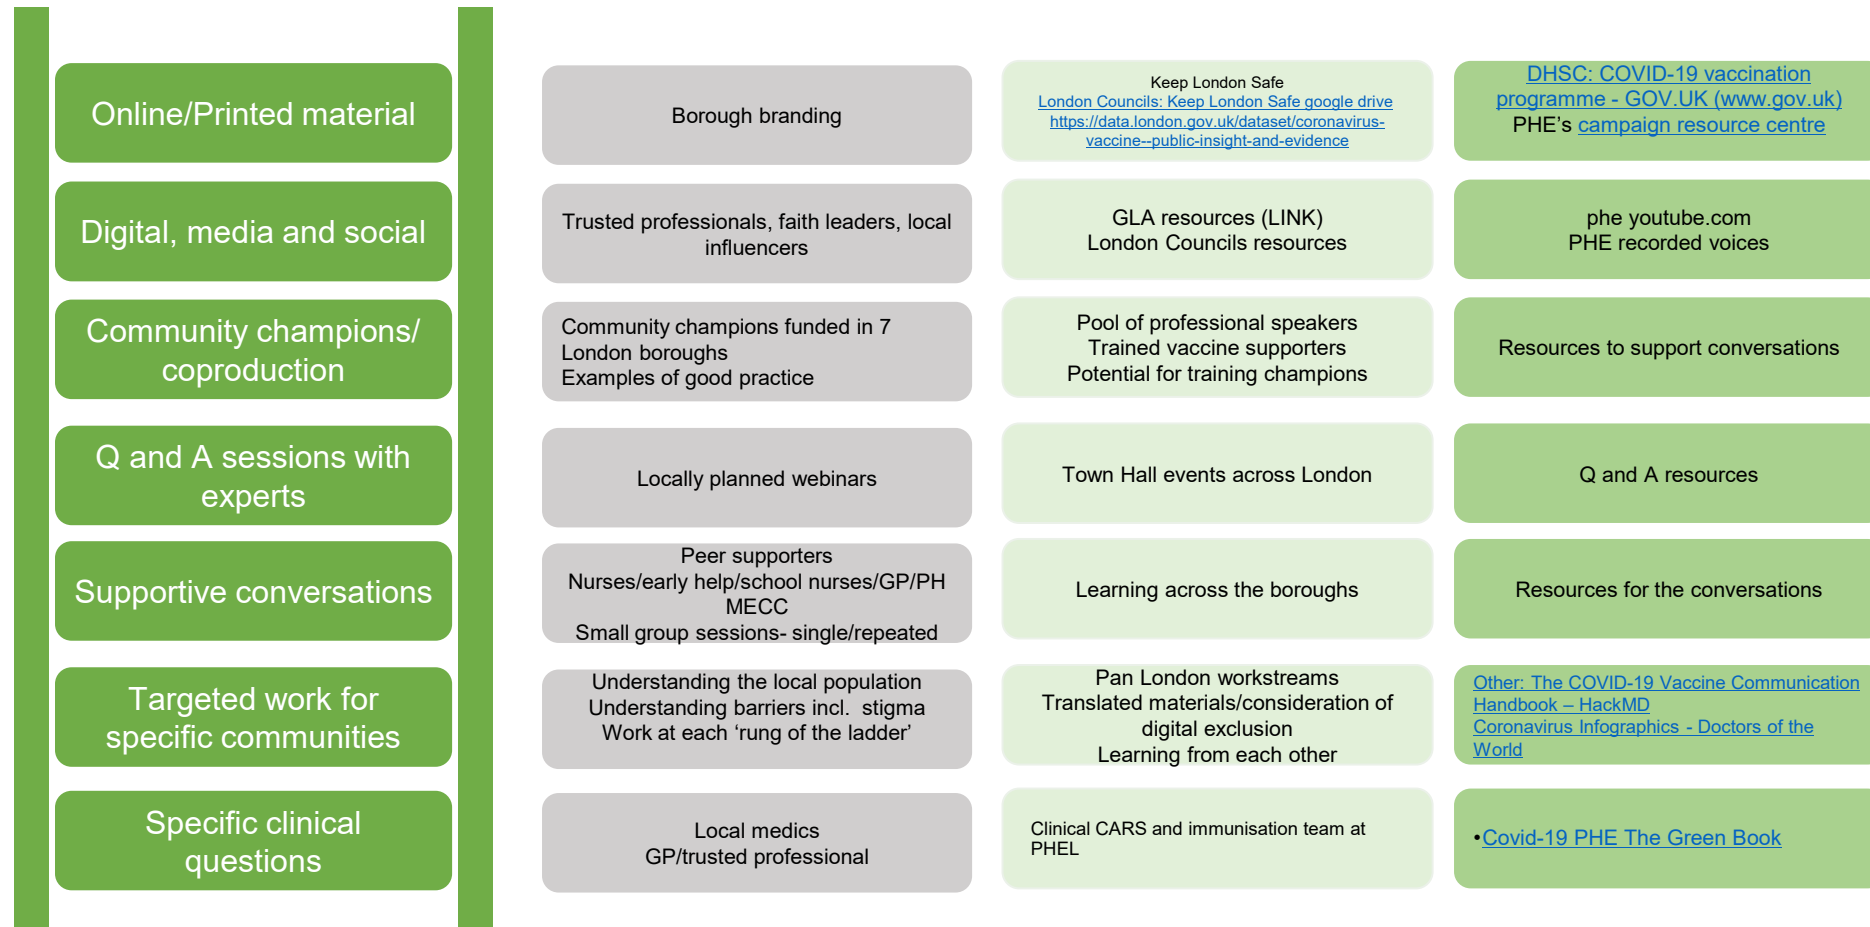 Online/Printed material
Borough branding
Keep London Safe
London Councils: Keep London Safe google drive
https://data.london.gov.uk/dataset/coronavirus-
vaccine--public-insight-and-evidence
DHSC: COVID-19 vaccination
programme - GOV.UK (www.gov.uk)
PHE’s campaign resource centre
Digital, media and social
Trusted professionals, faith leaders, local
influencers
GLA resources (LINK)
London Councils resources
phe youtube.com
PHE recorded voices
Community champions/
coproduction
Community champions funded in 7
London boroughs
Examples of good practice
Pool of professional speakers
Trained vaccine supporters
Potential for training champions
Resources to support conversations
Q and A sessions with
experts
Locally planned webinars
Town Hall events across London
Q and A resources
Supportive conversations
Peer supporters
Nurses/early help/school nurses/GP/PH
MECC
Small group sessions- single/repeated
Learning across the boroughs
Resources for the conversations
Targeted work for
specific communities
Understanding the local population
Understanding barriers incl.  stigma
Work at each ‘rung of the ladder’
Pan London workstreams
Translated materials/consideration of
digital exclusion
Learning from each other
Other: The COVID-19 Vaccine Communication
Handbook – HackMD
Coronavirus Infographics - Doctors of the
World
Specific clinical
questions
Local medics
GP/trusted professional
Clinical CARS and immunisation team at
PHEL
•Covid-19 PHE The Green Book